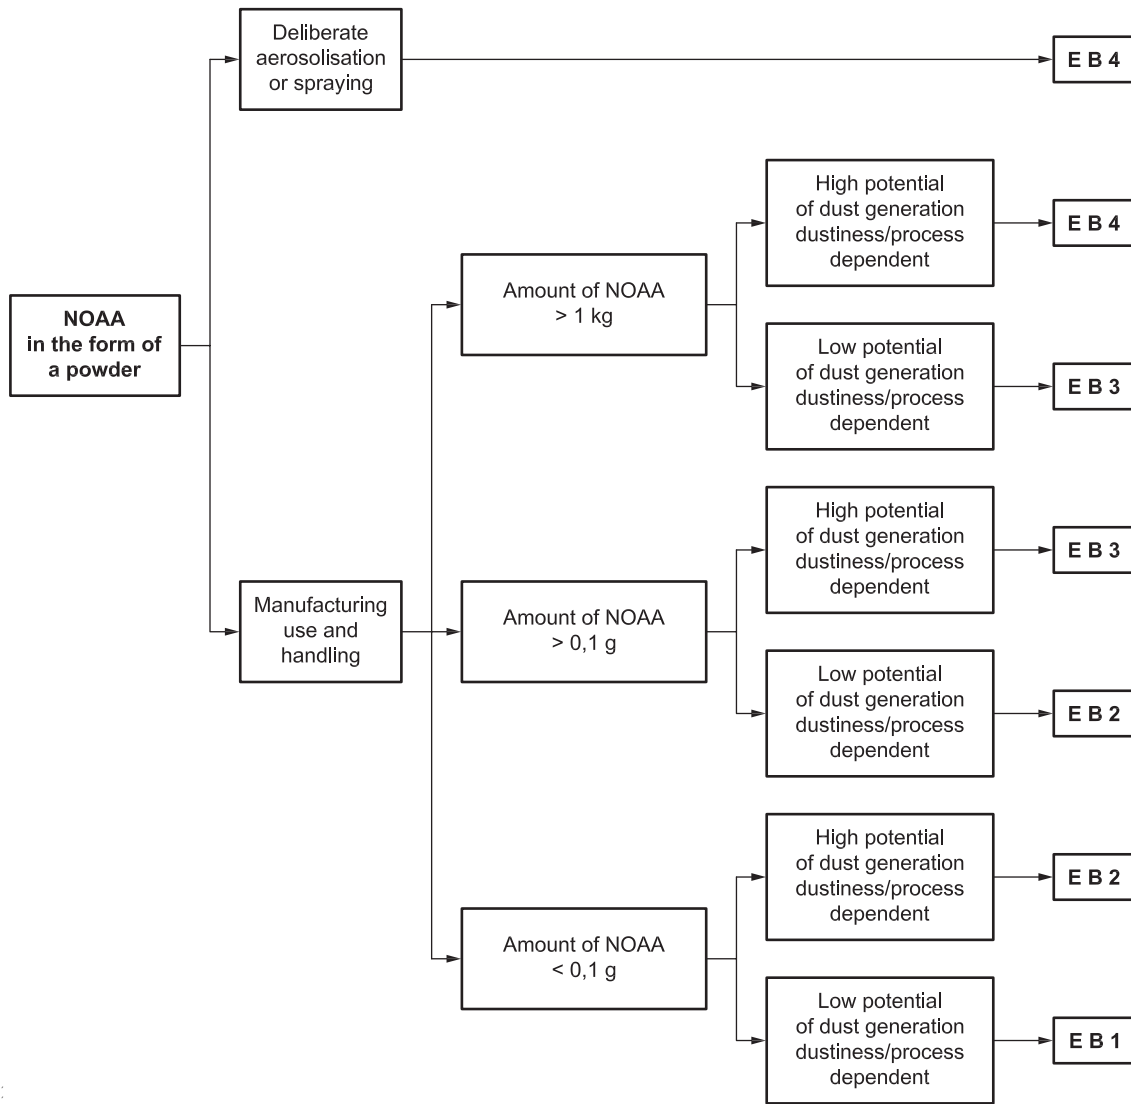 Deliberate
aerosolisation
or spraying
E B 4
High potential
of dust generation
dustiness/process
dependent
E B 4
Amount of NOAA
> 1 kg
NOAA
in the form of
a powder
Low potential
of dust generation
dustiness/process
dependent
E B 3
High potential
of dust generation
dustiness/process
dependent
E B 3
Manufacturing
use and
handling
Amount of NOAA
> 0,1 g
Low potential
of dust generation
dustiness/process
dependent
E B 2
High potential
of dust generation
dustiness/process
dependent
E B 2
Amount of NOAA
< 0,1 g
Low potential
of dust generation
dustiness/process
dependent
E B 1